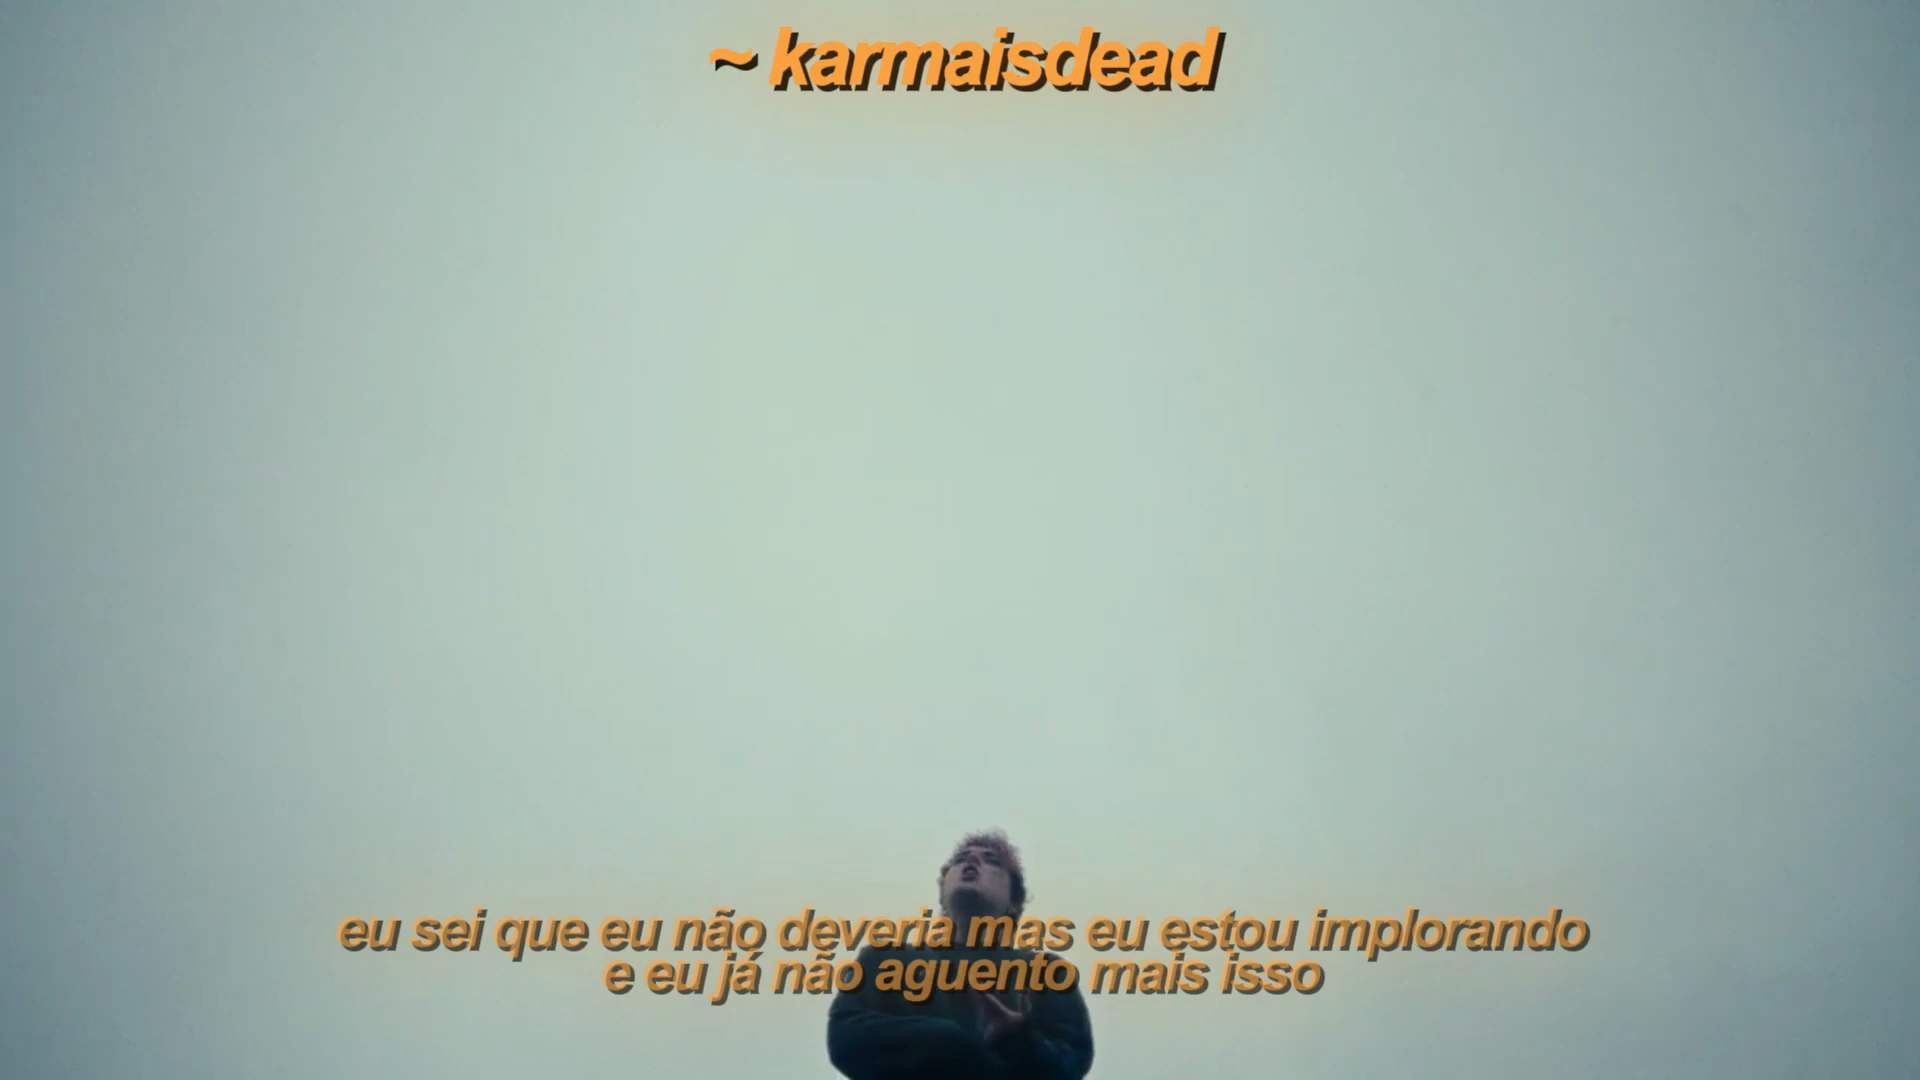 ~ karmaisdead
eu sei que eu não deveria mas eu estou implorando
e eu já não aguento mais isso